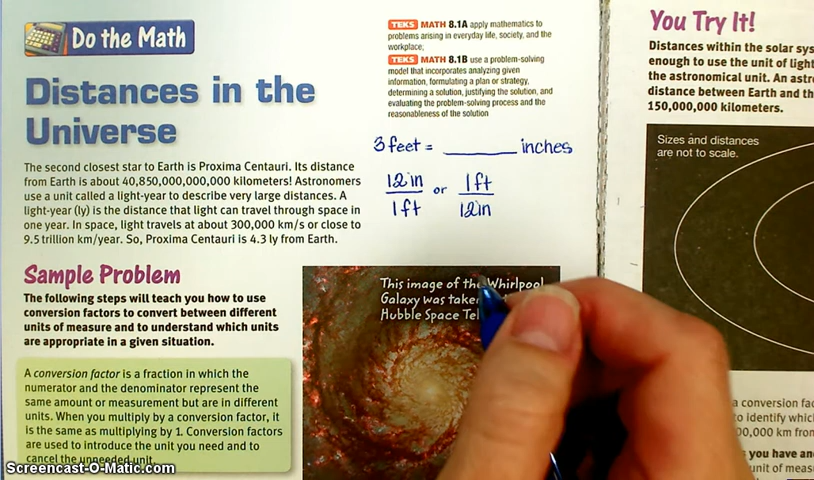 Do the Math
Distances in the
Universe
The second closest star to Earth is Proxima Centauri. Its distance
from Earth is about 40,850,000,000,000 kilometers! Astronomers
use a unit called a light-year to describe very large distances. A
light-year (ly) is the distance that light can travel through space in
one year. In space, light travels at about 300,000 km/s or close to
9.5 trillion km/year. So, Proxima Centauri is 4.3 ly from Earth.
Sample Problem
The following steps will teach you how to use
conversion factors to convert between different
units of measure and to understand which units
are appropriate in a given situation.
A conversion factor is a fraction in which the
numerator and the denominator represent the
same amount or measurement but are in different
units. When you multiply by a conversion factor, it
is the same as multiplying by 1. Conversion factors
are used to introduce the unit you need and to
cancel the unneeded unit.
TEKS MATH 8.1A apply mathematics to
problems arising in everyday life, society, and the
workplace;
TEKS MATH 8.1B use a problem-solving
model that incorporates analyzing given
information, formulating a plan or strategy,
determining a solution, justifying the solution, and
evaluating the problem-solving process and the
reasonableness of the solution
3 feet = ________ inches
12 in or 1 ft
1 ft 12 in
This image of the Whirlpool
Galaxy was taken
Hubble Space
You Try It!
Distances within the solar
enough to use the unit of light
the astronomical unit. An
distance between Earth and
150,000,000 kilometers.
Sizes and distances
are not to scale.
a conversion
to identify
km from
you have
unit of
Screencast-O-Matic.com